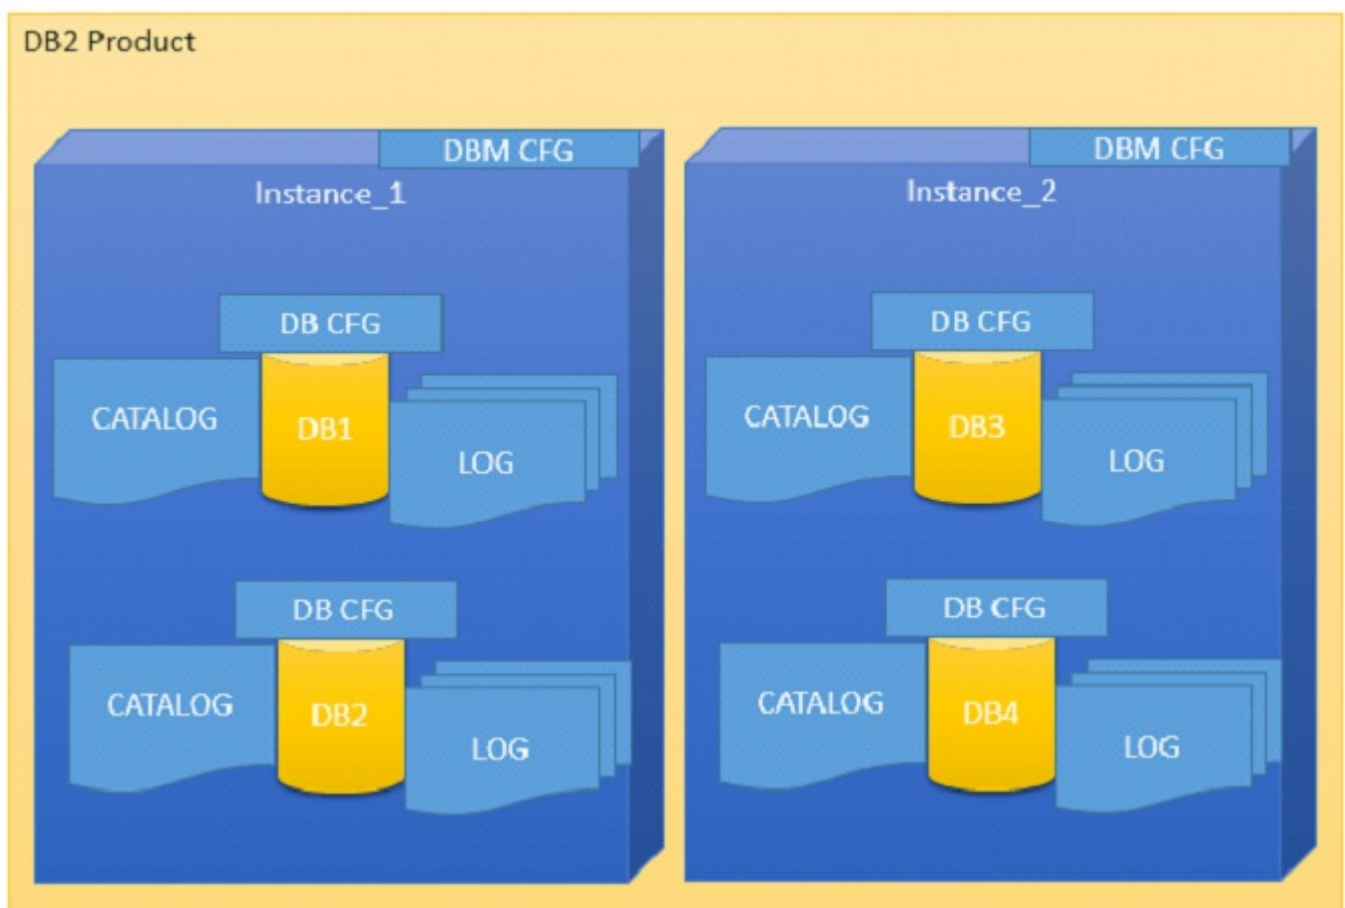 DB2 Product
DBM CFG
Instance_1
DB CFG
CATALOG
DB1
LOG
DB CFG
CATALOG
DB2
LOG
DBM CFG
Instance_2
DB CFG
CATALOG
DB3
LOG
DB CFG
CATALOG
DB4
LOG